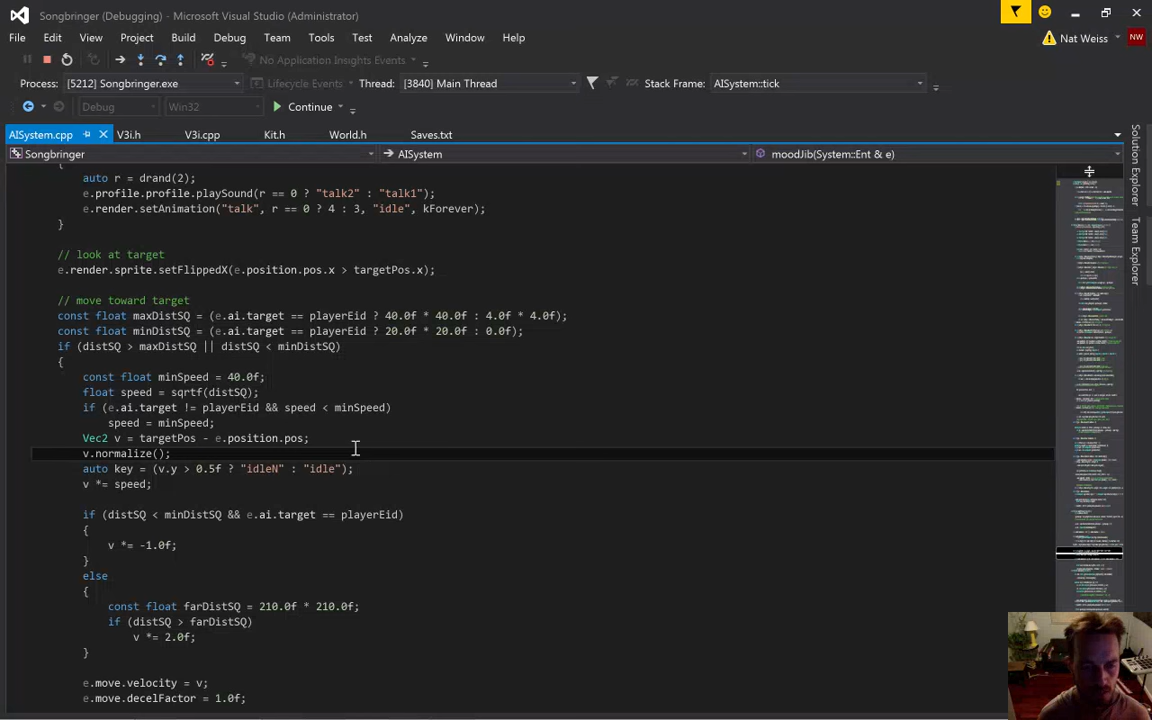 Songbringer (Debugging) - Microsoft Visual Studio (Administrator)
File Edit View Project Build Debug Team Tools Test Analyze Window Help
Nat Weiss NW
No Application Insights Events
Process: [5212] Songbringer.exe Lifecycle Events Thread: [3840] Main Thread Stack Frame: AISystem::tick
Debug Win32 Continue
AISystem.cpp V3i.h V3i.cpp Kit.h World.h Saves.txt
Songbringer AISystem moodJib(System::Ent & e)
Solution Explorer
Team Explorer
{
auto r = drand(2);
e.profile.profile.playSound(r == 0 ? "talk2" : "talk1");
e.render.setAnimation("talk", r == 0 ? 4 : 3, "idle", kForever);
}
// look at target
e.render.sprite.setFlippedX(e.position.pos.x > targetPos.x);
// move toward target
const float maxDistSQ = (e.ai.target == playerEid ? 40.0f * 40.0f : 4.0f * 4.0f);
const float minDistSQ = (e.ai.target == playerEid ? 20.0f * 20.0f : 0.0f);
if (distSQ > maxDistSQ || distSQ < minDistSQ)
{
const float minSpeed = 40.0f;
float speed = sqrtf(distSQ);
if (e.ai.target != playerEid && speed < minSpeed)
speed = minSpeed;
Vec2 v = targetPos - e.position.pos;
v.normalize();
auto key = (v.y > 0.5f ? "idleN" : "idle");
v *= speed;
if (distSQ < minDistSQ && e.ai.target == playerEid)
{
v *= -1.0f;
}
else
{
const float farDistSQ = 210.0f * 210.0f;
if (distSQ > farDistSQ)
v *= 2.0f;
}
e.move.velocity = v;
e.move.decelFactor = 1.0f;